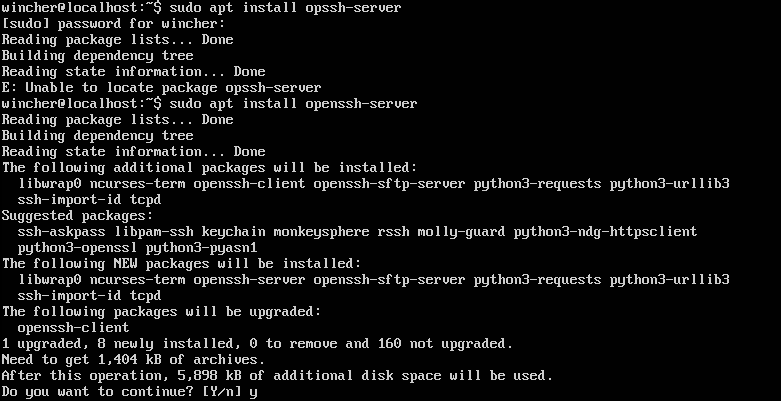 wincher@localhost:~$ sudo apt install opssh-server
[sudo] password for wincher:
Reading package lists... Done
Building dependency tree
Reading state information... Done
E: Unable to locate package opssh-server
wincher@localhost:~$ sudo apt install openssh-server
Reading package lists... Done
Building dependency tree
Reading state information... Done
The following additional packages will be installed:
  libwrap0 ncurses-term openssh-client openssh-sftp-server python3-requests python3-urllib3
  ssh-import-id tcpd
Suggested packages:
  ssh-askpass libpam-ssh keychain monkeysphere rssh molly-guard python3-ndg-httpsclient
  python3-openssl python3-pyasn1
The following NEW packages will be installed:
  libwrap0 ncurses-term openssh-server openssh-sftp-server python3-requests python3-urllib3
  ssh-import-id tcpd
The following packages will be upgraded:
  openssh-client
1 upgraded, 8 newly installed, 0 to remove and 160 not upgraded.
Need to get 1,404 kB of archives.
After this operation, 5,898 kB of additional disk space will be used.
Do you want to continue? [Y/n] y